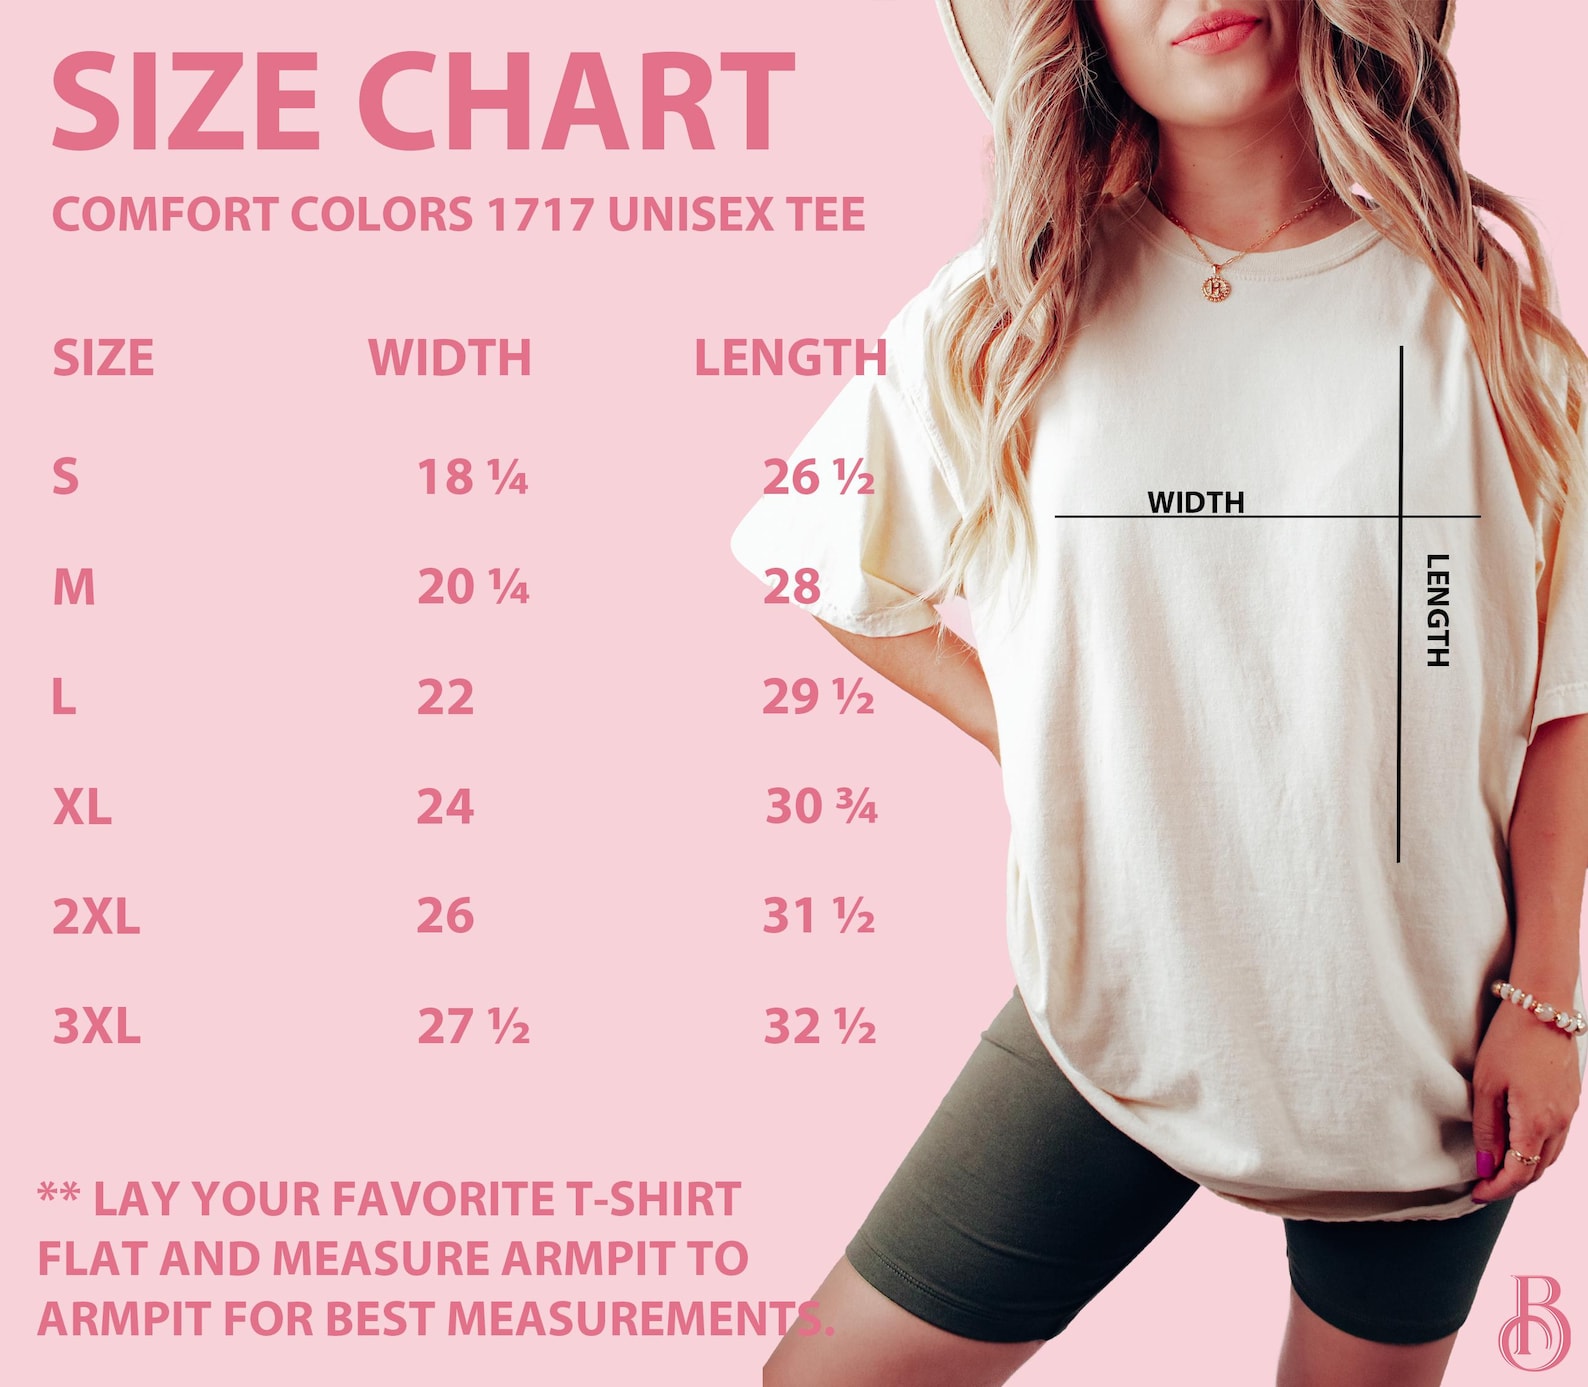 SIZE CHART
COMFORT COLORS 1717 UNISEX TEE
SIZE WIDTH LENGTH
S 18 ¼ 26 ½
M 20 ¼ 28
L 22 29 ½
XL 24 30 ¾
2XL 26 31 ½
3XL 27 ½ 32 ½
** LAY YOUR FAVORITE T-SHIRT
FLAT AND MEASURE ARMPIT TO
ARMPIT FOR BEST MEASUREMENTS.
WIDTH
LENGTH